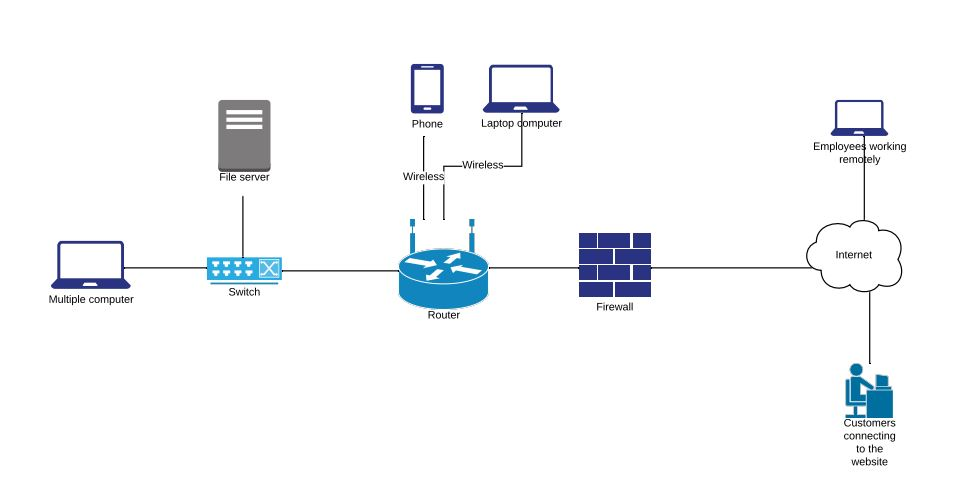 Phone
Laptop computer
Wireless
Wireless
File server
Employees working
remotely
Multiple computer
Switch
Router
Firewall
Internet
Customers
connecting
to the
website